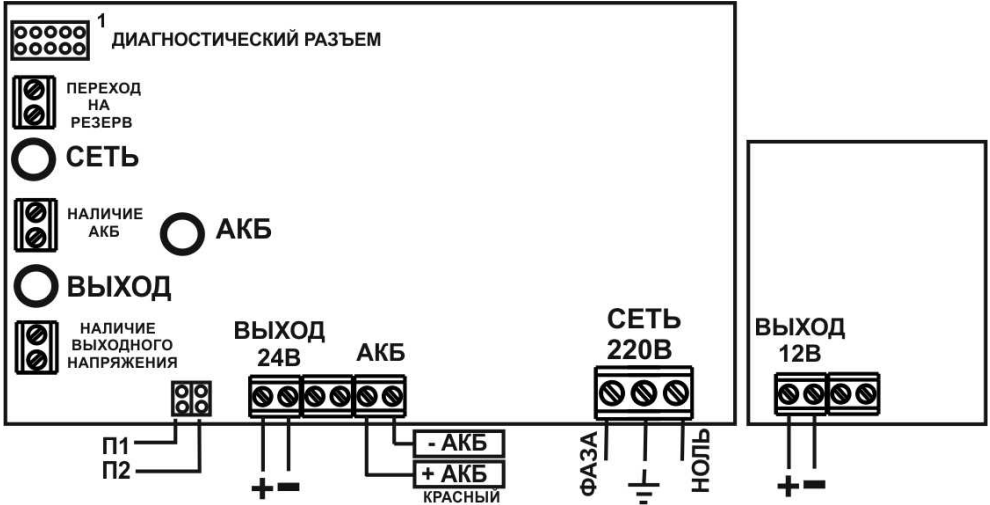 1
ДИАГНОСТИЧЕСКИЙ РАЗЪЕМ
ПЕРЕХОД
НА
РЕЗЕРВ
СЕТЬ
НАЛИЧИЕ
АКБ
АКБ
ВЫХОД
НАЛИЧИЕ
ВЫХОДНОГО
НАПРЯЖЕНИЯ
ВЫХОД
24В
АКБ
СЕТЬ
220В
ВЫХОД
12В
П1
П2
+ –
- АКБ
+ АКБ
КРАСНЫЙ
ФАЗА
НОЛЬ
+ –